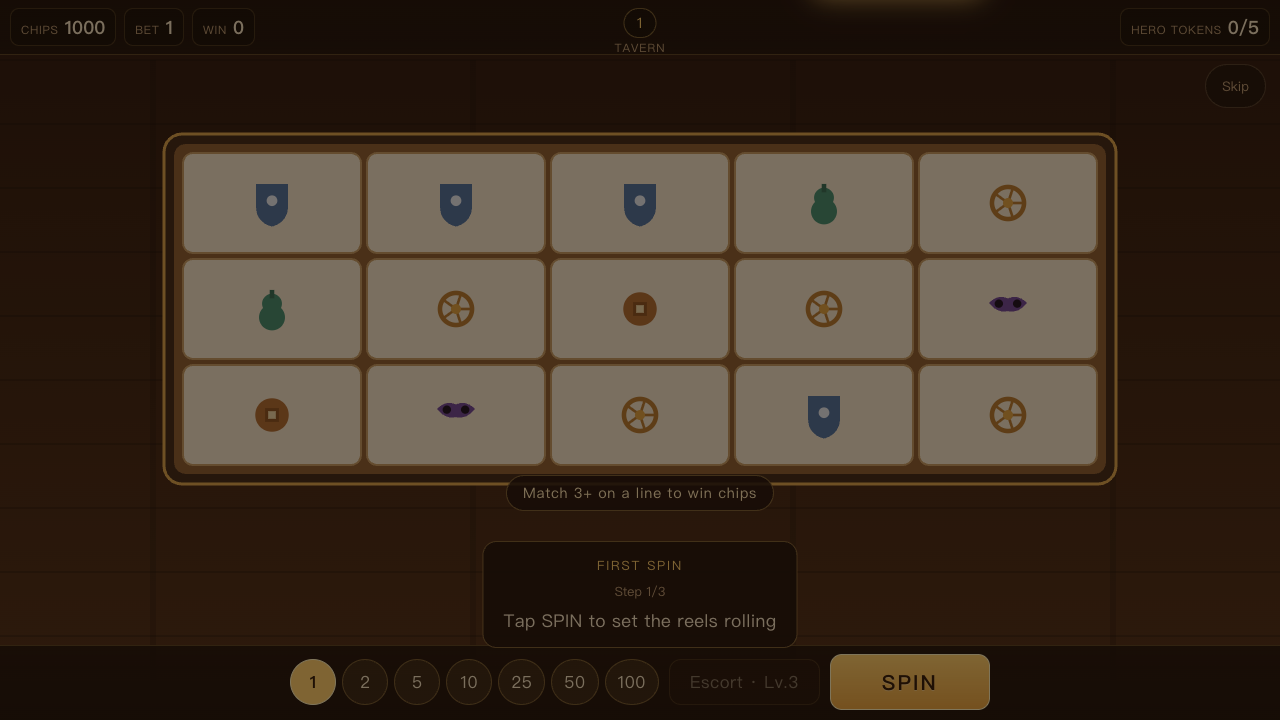 CHIPS 1000
BET 1
WIN 0
1
TAVERN
HERO TOKENS 0/5
Skip
Match 3+ on a line to win chips
FIRST SPIN
Step 1/3
Tap SPIN to set the reels rolling
1
2
5
10
25
50
100
Escort · Lv.3
SPIN